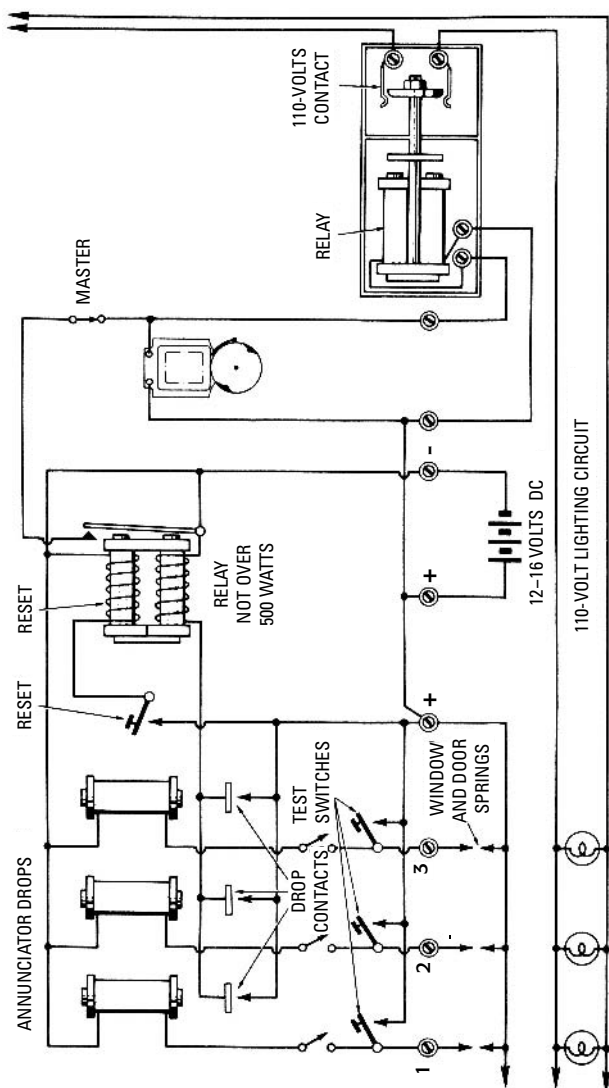 ANNUNCIATOR DROPS
RESET
RESET
RELAY
NOT OVER
500 WATTS
MASTER
RELAY
110-VOLTS
CONTACT
DROP
CONTACTS
TEST
SWITCHES
1
2
-
3
+
+
-
WINDOW
AND DOOR
SPRINGS
12–16 VOLTS DC
110-VOLT LIGHTING CIRCUIT